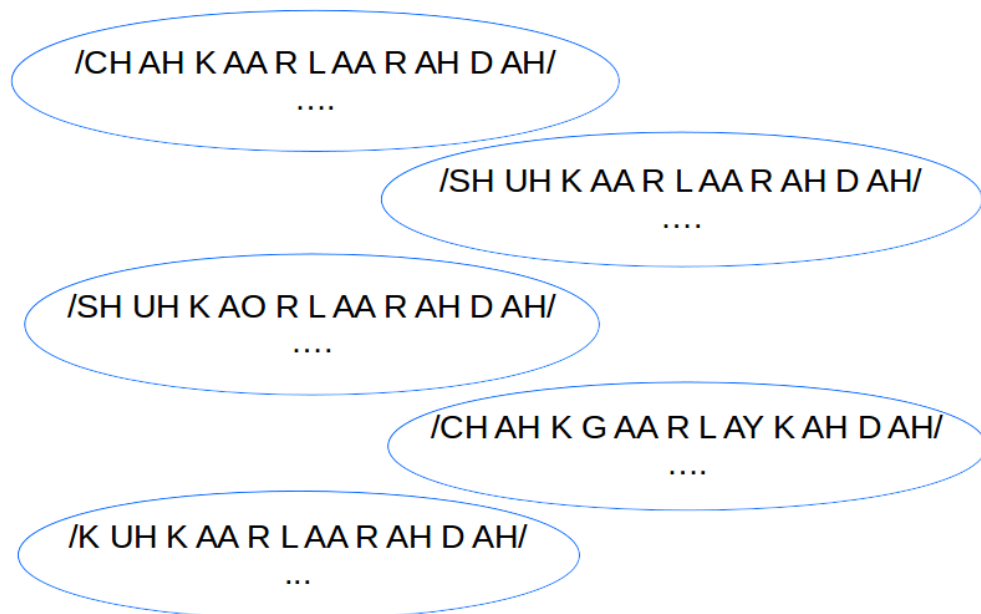 /CH AH K AA R L AA R AH D AH/
....
/SH UH K AA R L AA R AH D AH/
....
/SH UH K AO R L AA R AH D AH/
....
/CH AH K G AA R L AY K AH D AH/
....
/K UH K AA R L AA R AH D AH/
...